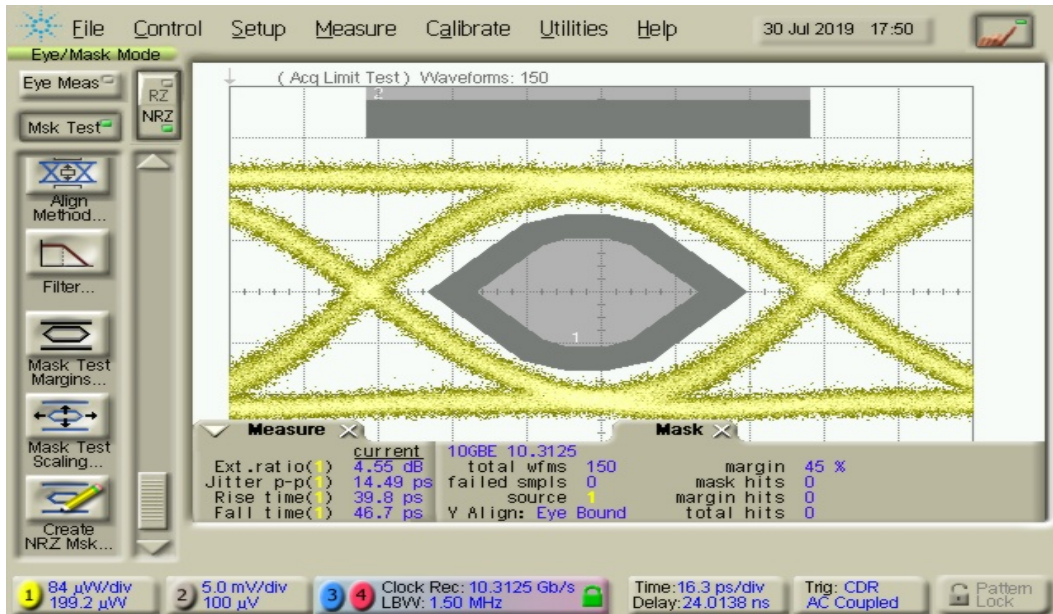 File Control Setup Measure Calibrate Utilities Help 30 Jul 2019 17:50
Eye/Mask Mode
Eye Meas
RZ
NRZ
Msk Test
Align
Method...
Filter...
Mask Test
Margins...
Mask Test
Scaling...
Create
NRZ Msk...
( Acq Limit Test ) Waveforms: 150
2
1
Measure
current
Ext.ratio(1) 4.55 dB
Jitter p-p(1) 14.49 ps
Rise time(1) 39.8 ps
Fall time(1) 46.7 ps
Mask
10GBE 10.3125
total wfms 150
failed smpls 0
source 1
Y Align: Eye Bound
margin 45 %
mask hits 0
margin hits 0
total hits 0
1 84 µW/div
199.2 µW
2 5.0 mV/div
100 µV
3 4 Clock Rec: 10.3125 Gb/s
LBW: 1.50 MHz
Time:16.3 ps/div
Delay:24.0138 ns
Trig: CDR
AC Coupled
Pattern
Lock